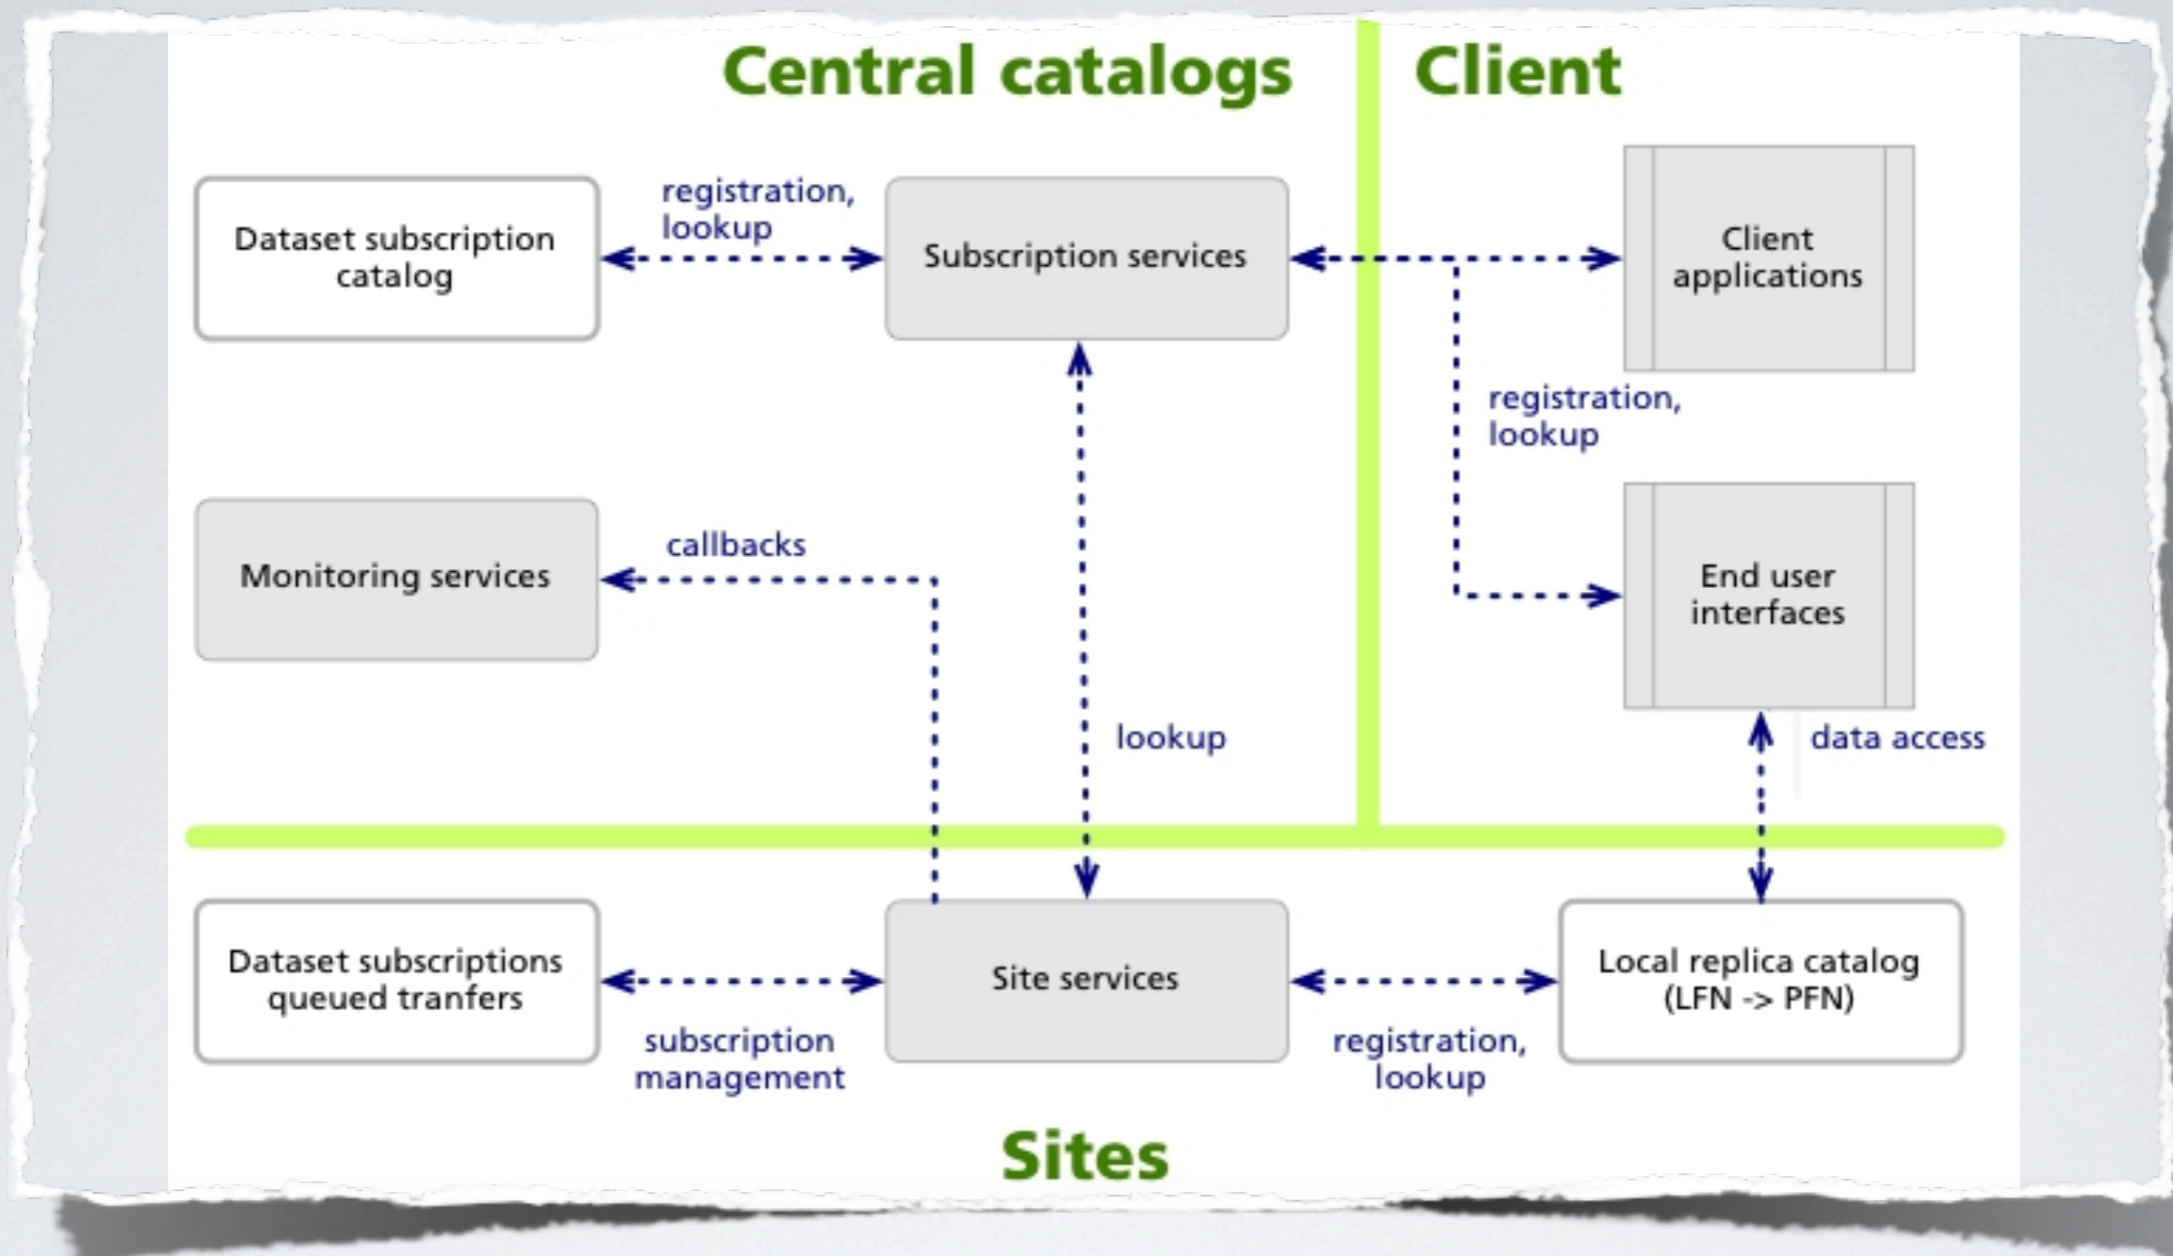 Central catalogs
Client
Dataset subscription
catalog
registration,
lookup
Subscription services
Client
applications
registration,
lookup
Monitoring services
callbacks
End user
interfaces
lookup
data access
Dataset subscriptions
queued tranfers
subscription
management
Site services
registration,
lookup
Local replica catalog
(LFN -> PFN)
Sites